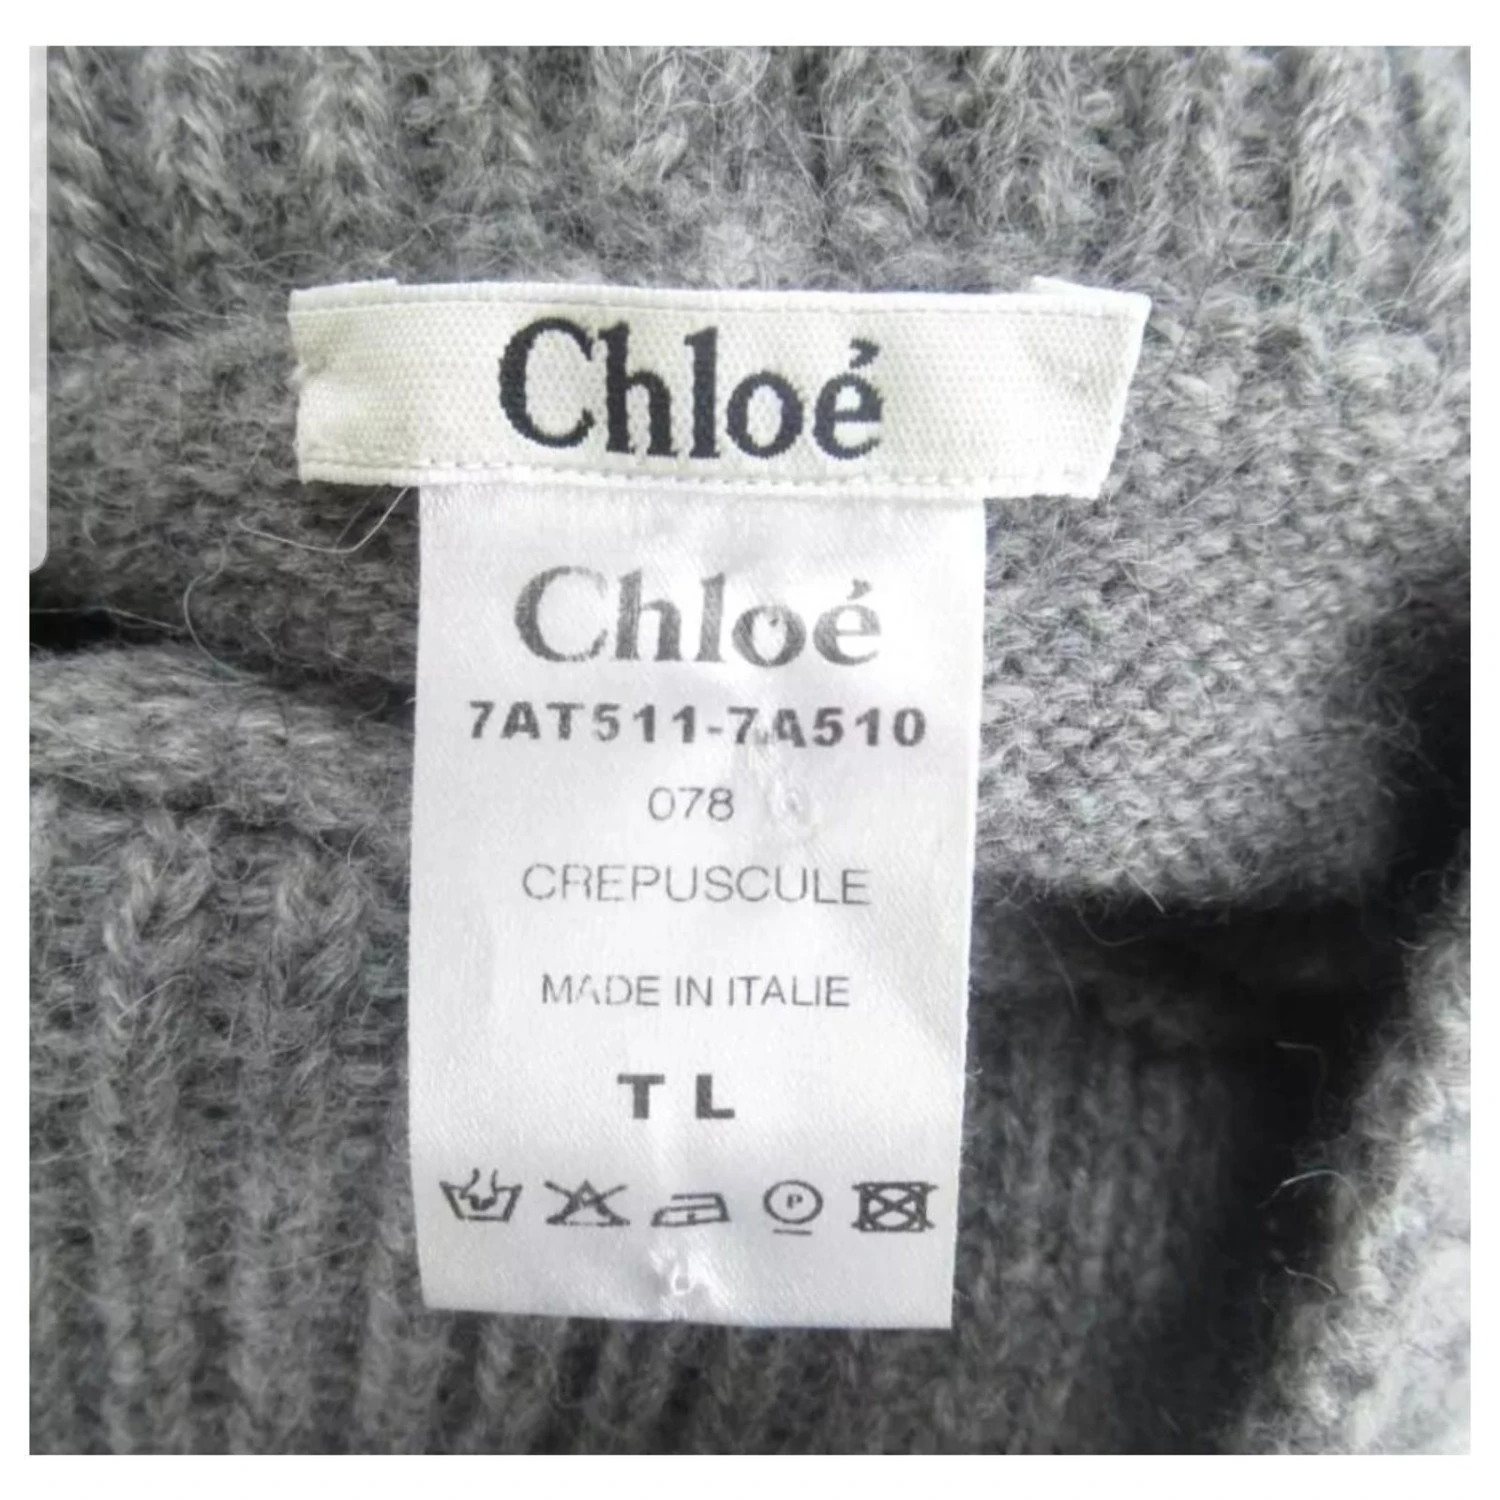 Chloé
Chloé
7AT511-7A510
078
CREPUSCULE
MADE IN ITALIE
T L
P